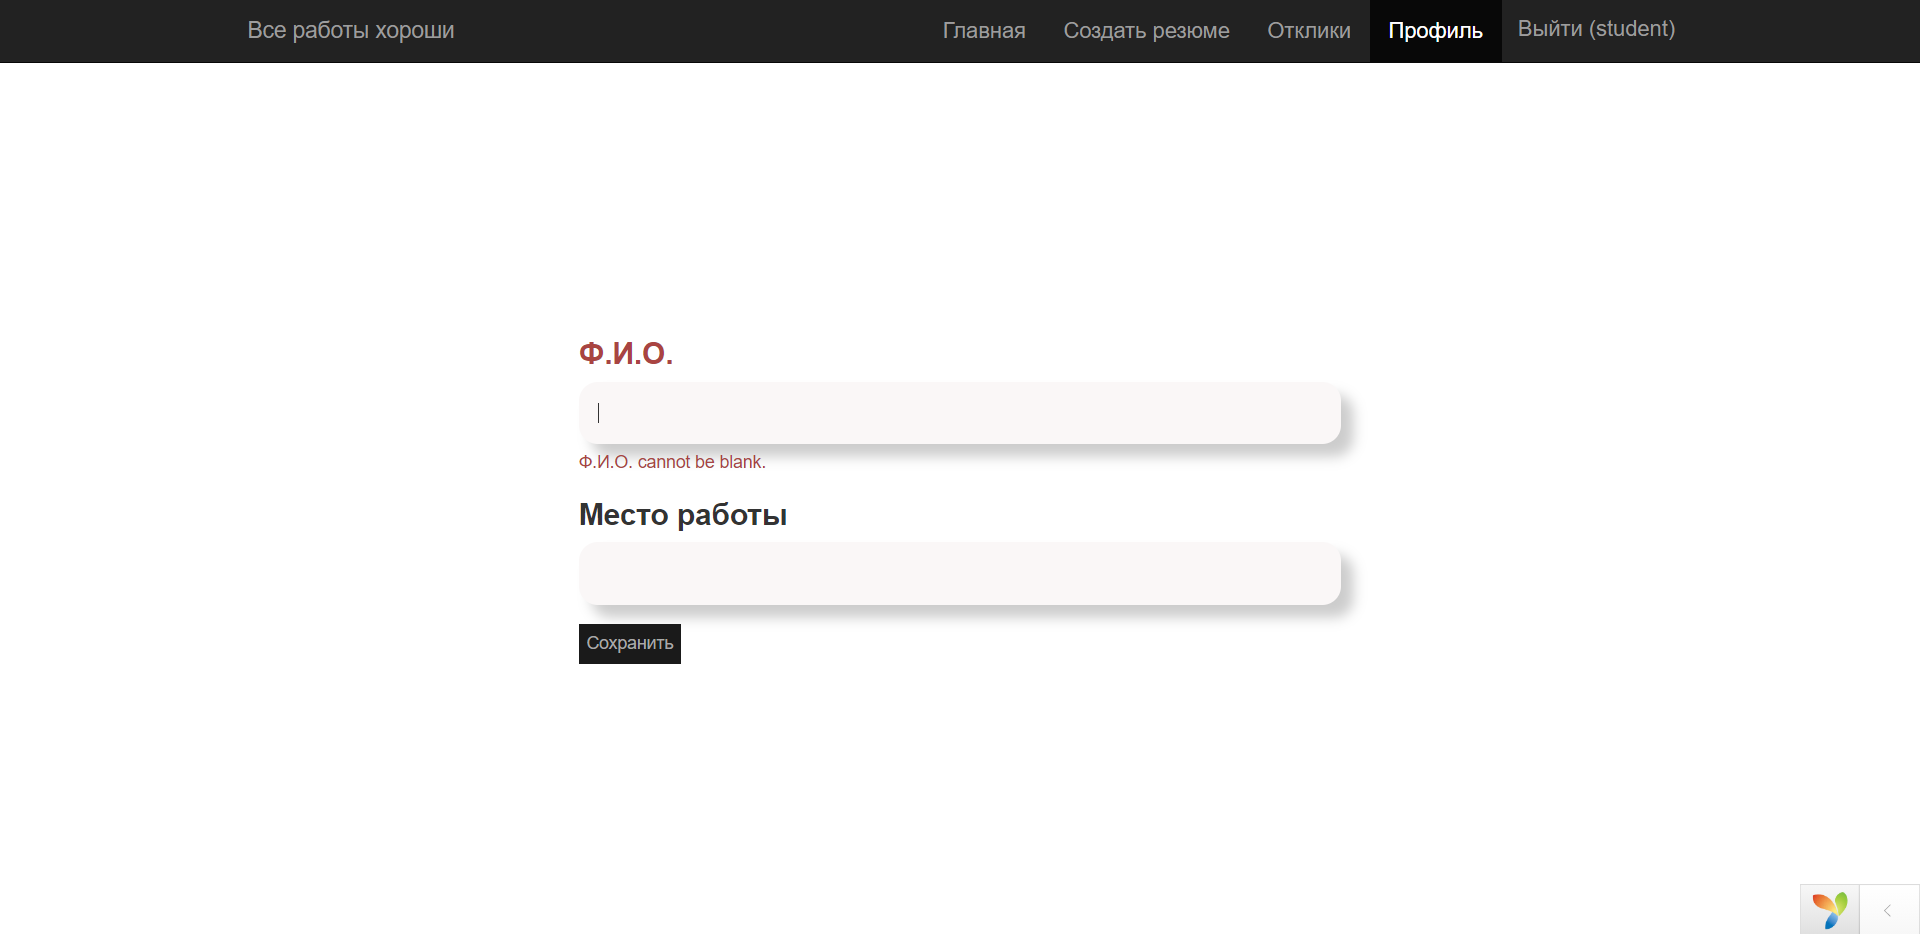 Все работы хороши
Главная Создать резюме Отклики Профиль Выйти (student)
Ф.И.О.
Ф.И.О. cannot be blank.
Место работы
Сохранить